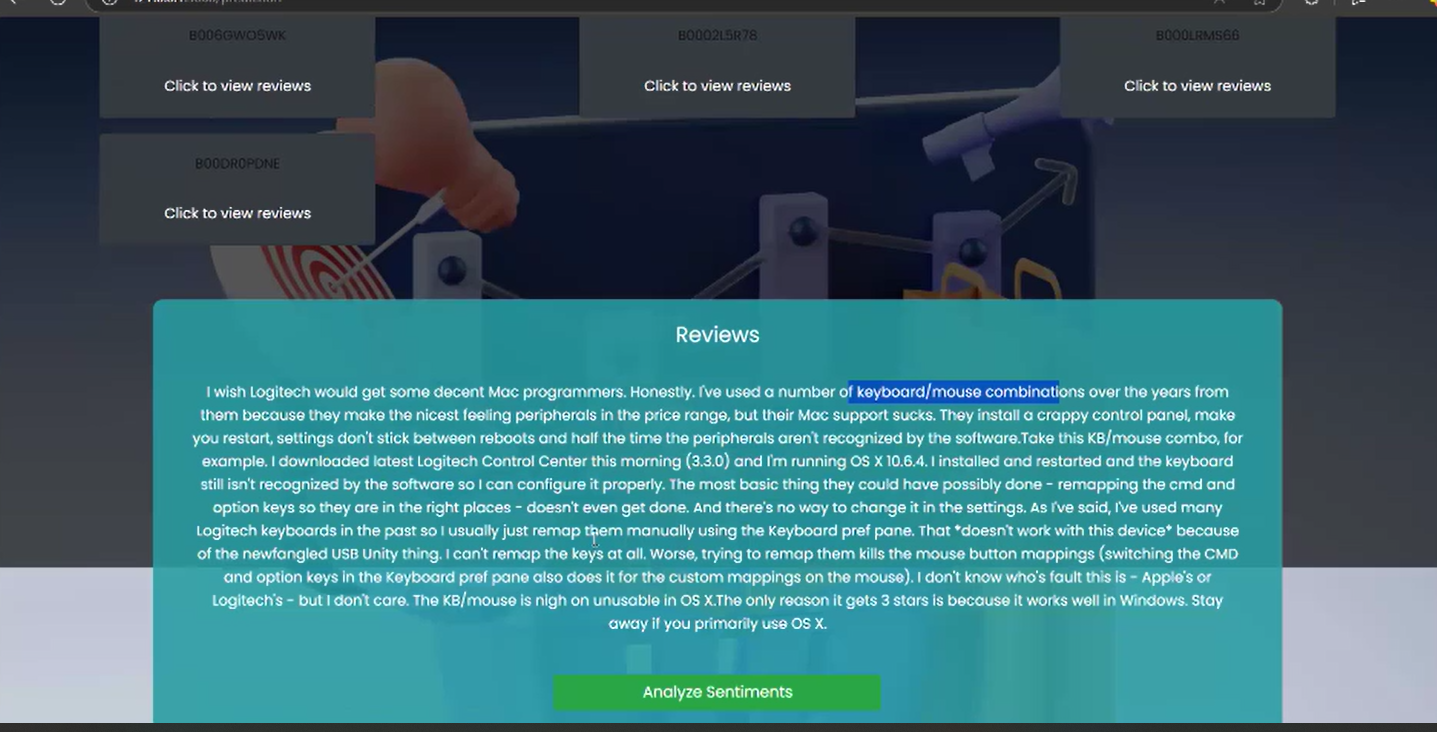 B006GWO5WK
B0002L5R78
B000LRMS66
Click to view reviews
Click to view reviews
Click to view reviews
B00DR0PDNE
Click to view reviews
Reviews
I wish Logitech would get some decent Mac programmers. Honestly. I've used a number of keyboard/mouse combinations over the years from
them because they make the nicest feeling peripherals in the price range, but their Mac support sucks. They install a crappy control panel, make
you restart, settings don't stick between reboots and half the time the peripherals aren't recognized by the software.Take this KB/mouse combo, for
example. I downloaded latest Logitech Control Center this morning (3.3.0) and I'm running OS X 10.6.4. I installed and restarted and the keyboard
still isn't recognized by the software so I can configure it properly. The most basic thing they could have possibly done - remapping the cmd and
option keys so they are in the right places - doesn't even get done. And there's no way to change it in the settings. As I've said, I've used many
Logitech keyboards in the past so I usually just remap them manually using the Keyboard pref pane. That *doesn't work with this device* because
of the newfangled USB Unity thing. I can't remap the keys at all. Worse, trying to remap them kills the mouse button mappings (switching the CMD
and option keys in the Keyboard pref pane also does it for the custom mappings on the mouse). I don't know who's fault this is - Apple's or
Logitech's - but I don't care. The KB/mouse is nigh on unusable in OS X.The only reason it gets 3 stars is because it works well in Windows. Stay
away if you primarily use OS X.
Analyze Sentiments